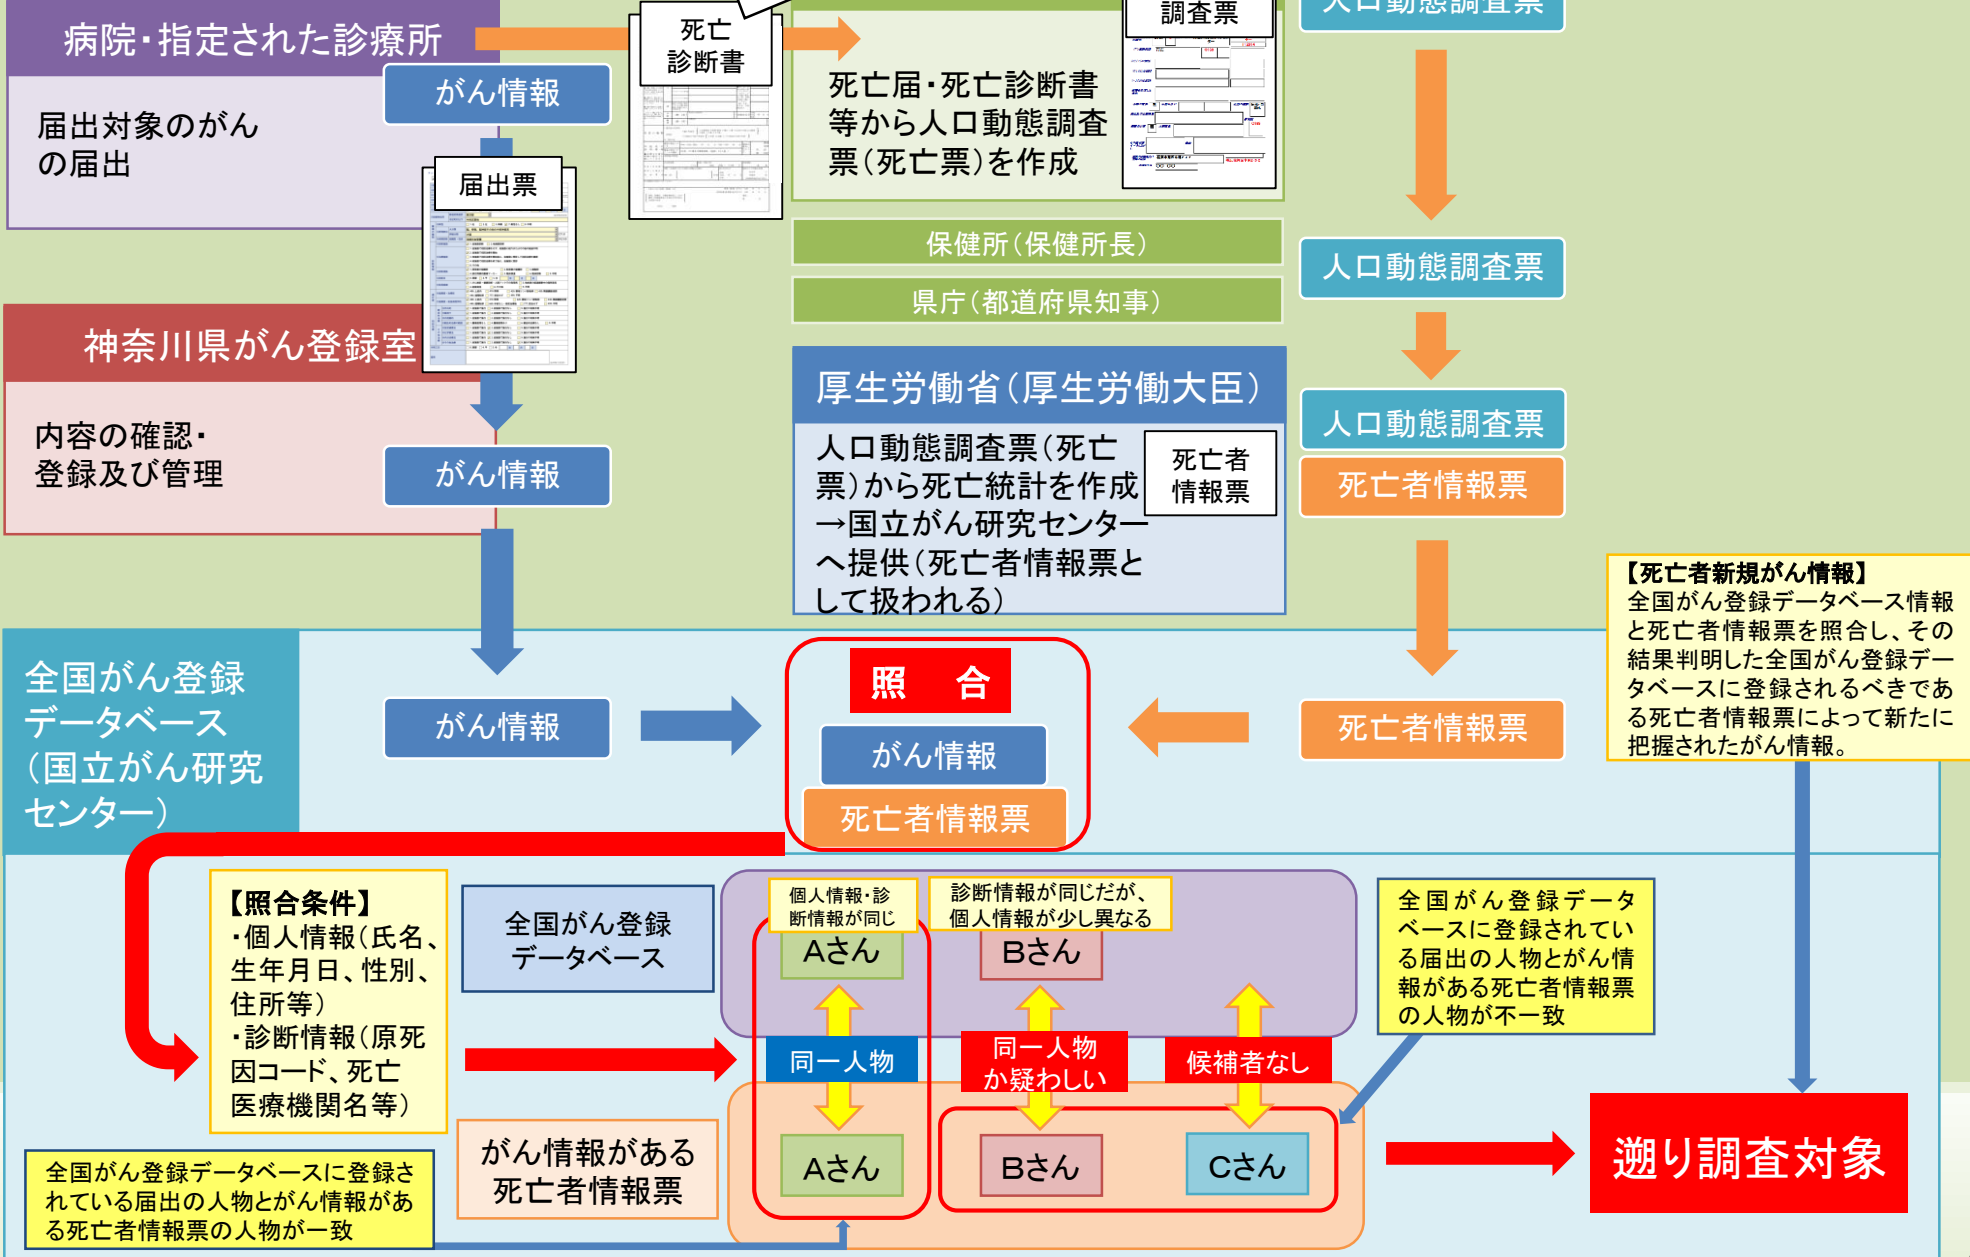 病院・指定された診療所
がん情報
届出対象のがん
の届出
届出票
死亡
診断書
調査票
死亡届・死亡診断書
等から人口動態調査
票(死亡票)を作成
保健所(保健所長)
県庁(都道府県知事)
人口動態調査票
人口動態調査票
人口動態調査票
死亡者情報票
神奈川県がん登録室
内容の確認・
登録及び管理
がん情報
厚生労働省(厚生労働大臣)
人口動態調査票(死亡
票)から死亡統計を作成
→国立がん研究センター
へ提供(死亡者情報票と
して扱われる)
死亡者
情報票
【死亡者新規がん情報】
全国がん登録データベース情報
と死亡者情報票を照合し、その
結果判明した全国がん登録デー
タベースに登録されるべきであ
る死亡者情報票によって新たに
把握されたがん情報。
全国がん登録
データベース
(国立がん研究
センター)
がん情報
照 合
がん情報
死亡者情報票
死亡者情報票
【照合条件】
・個人情報(氏名、
生年月日、性別、
住所等)
・診断情報(原死
因コード、死亡
医療機関名等)
全国がん登録
データベース
個人情報・診
断情報が同じ
診断情報が同じだが、
個人情報が少し異なる
Aさん
Bさん
同一人物
同一人物
か疑わしい
候補者なし
全国がん登録データ
ベースに登録されてい
る届出の人物とがん情
報がある死亡者情報票
の人物が不一致
がん情報がある
死亡者情報票
Aさん
Bさん
Cさん
遡り調査対象
全国がん登録データベースに登録さ
れている届出の人物とがん情報があ
る死亡者情報票の人物が一致